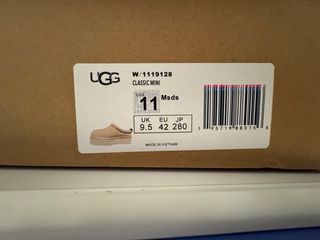 UGG
W/1119128
CLASSIC MINI
USA
11 Msds
UK EU JP
9.5 42 280
MADE IN VIETNAM